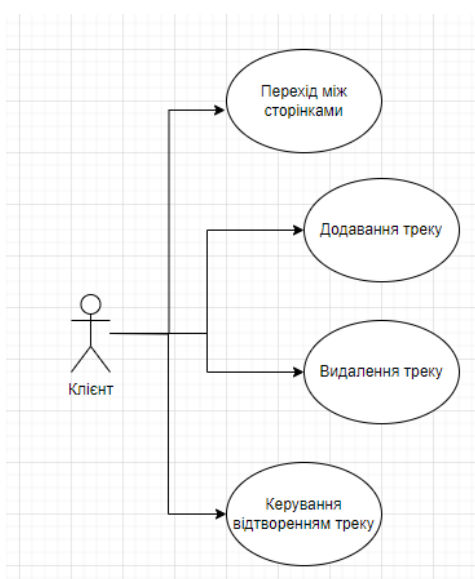 Перехід між
сторінками
Додавання треку
Клієнт
Видалення треку
Керування
відтворенням треку